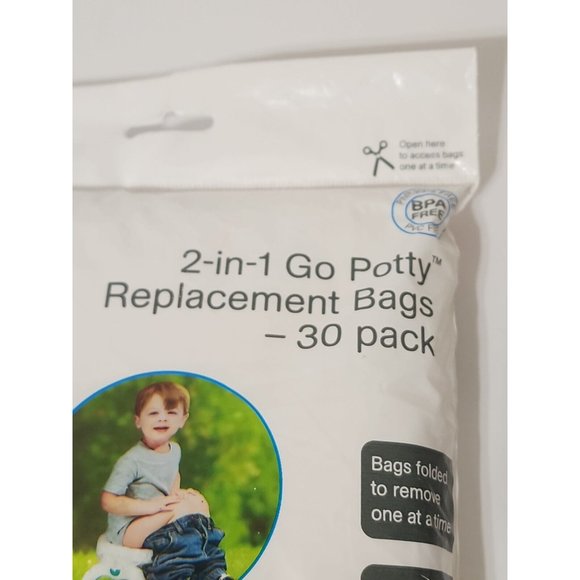 Open here
to access bags
one at a time
BPA
FREE
2-in-1 Go Potty™
Replacement Bags
– 30 pack
Bags folded
to remove
one at a time